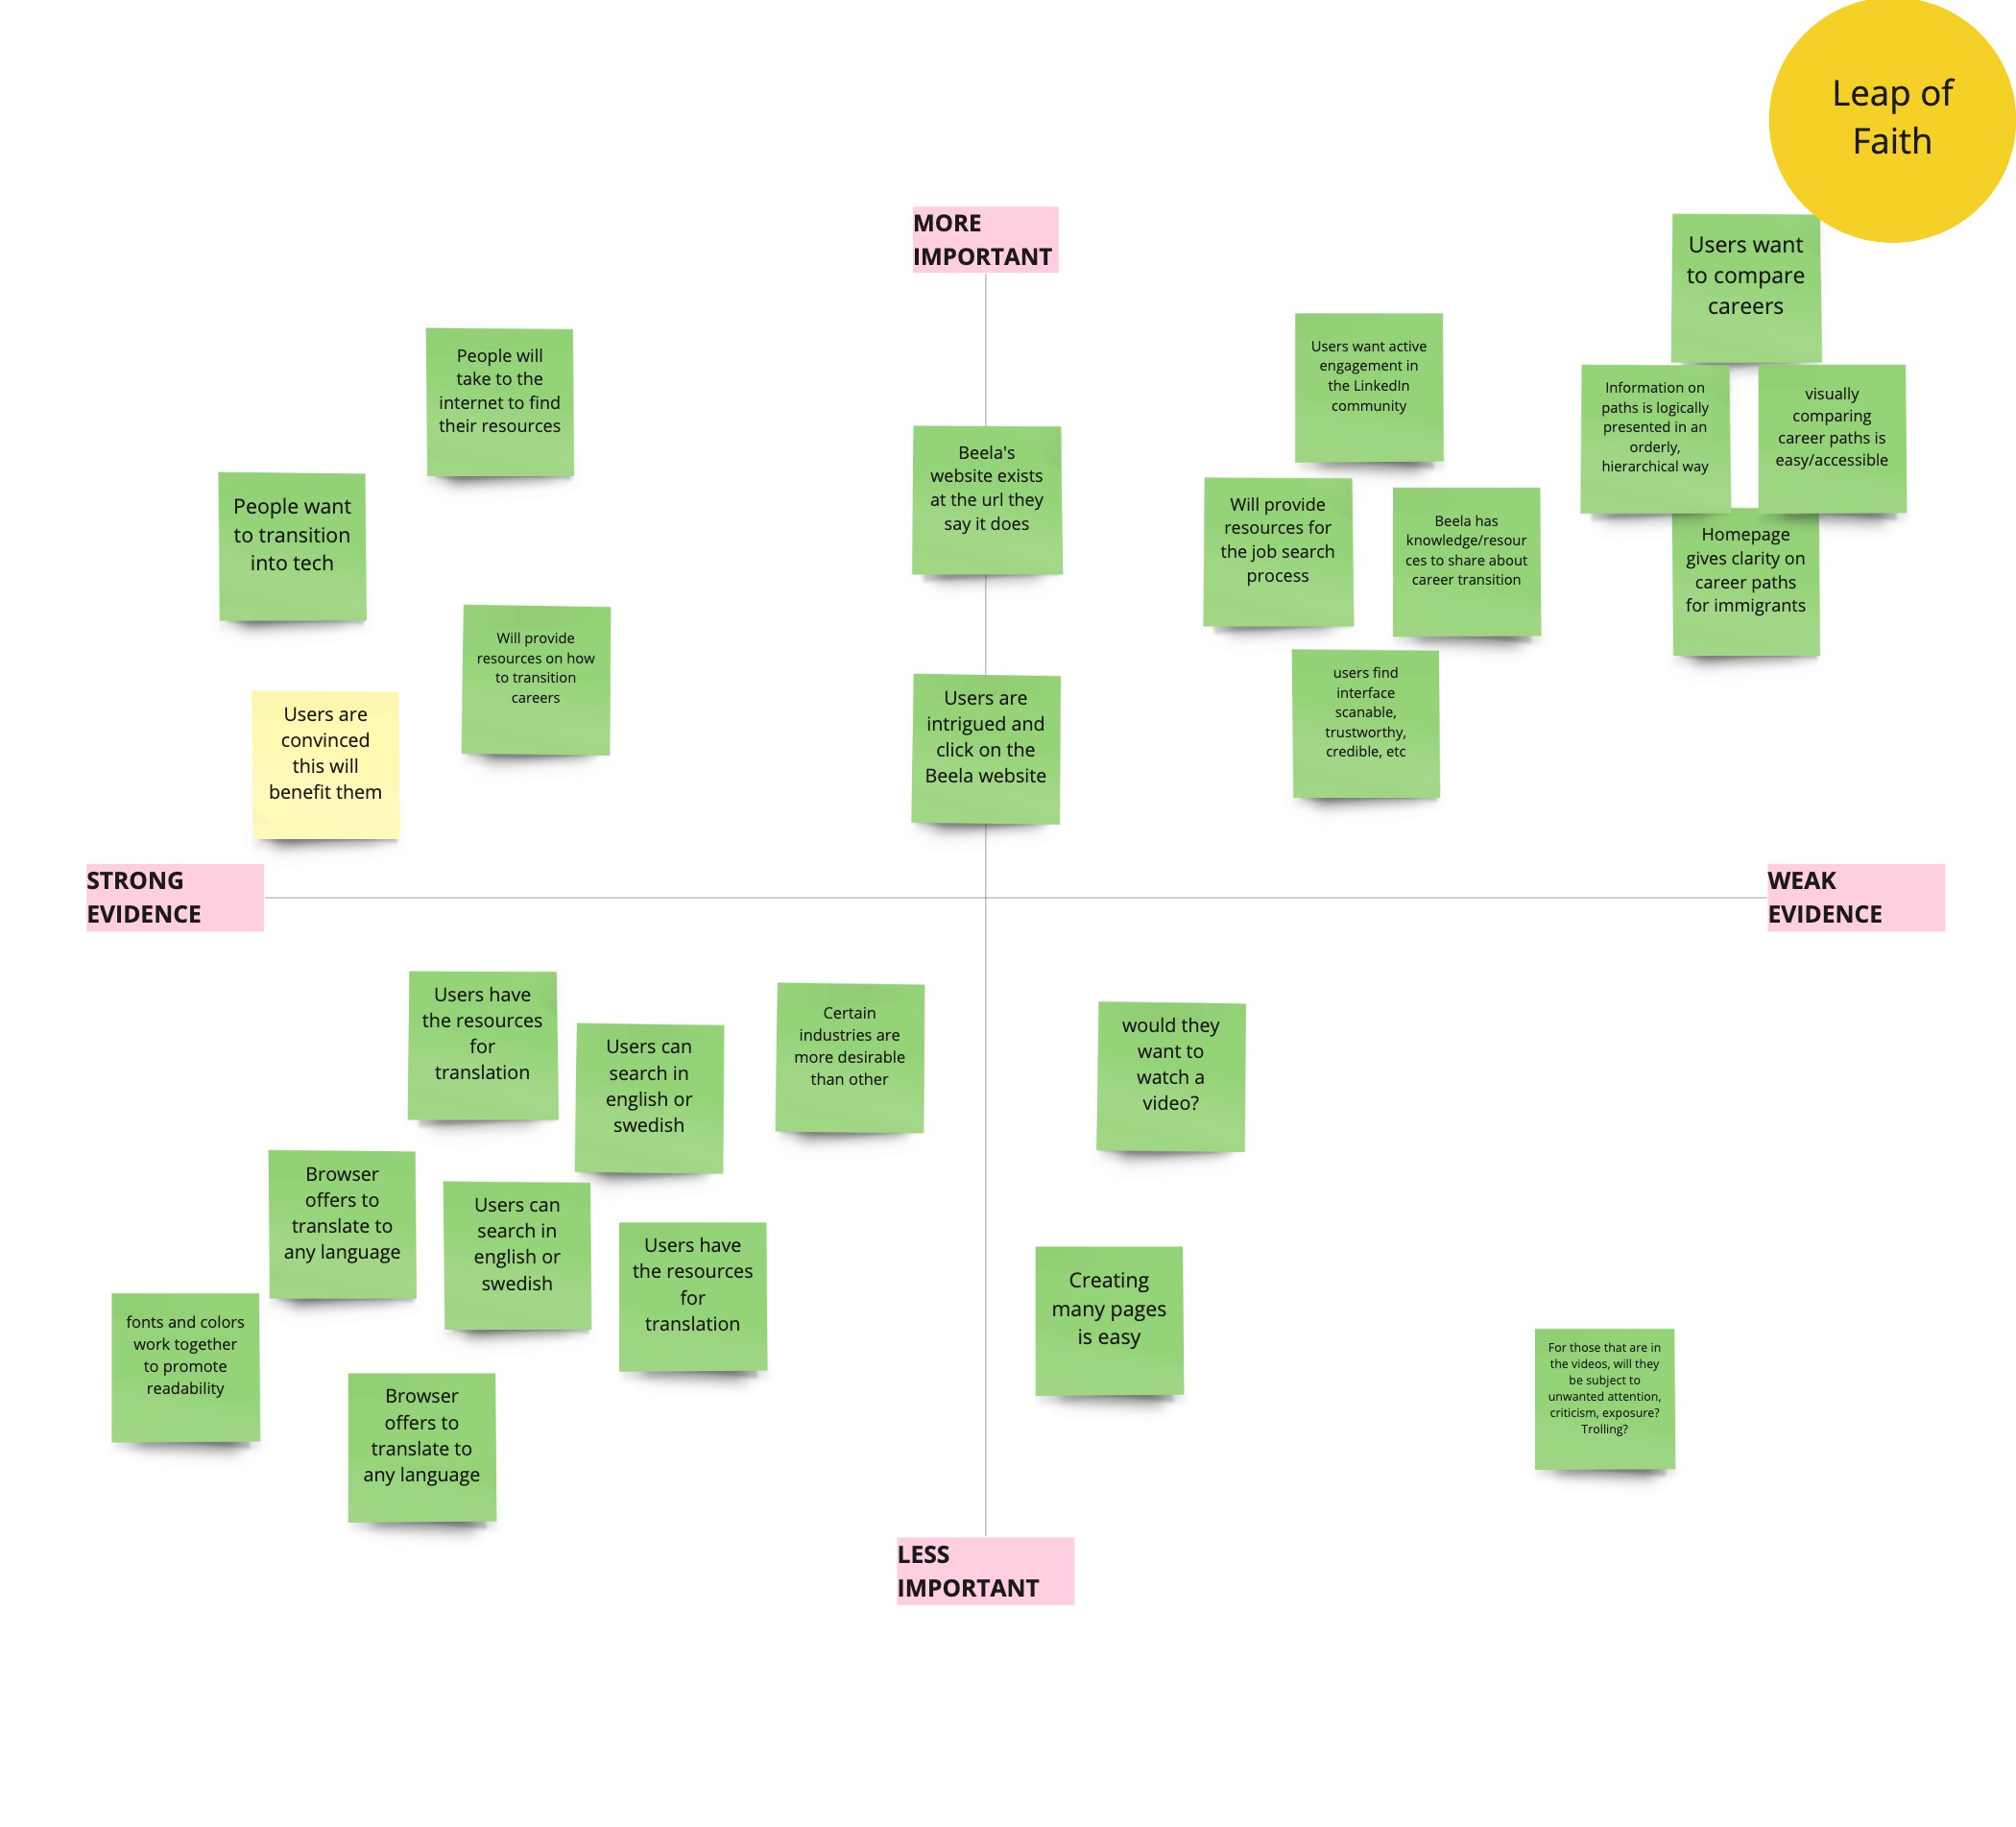 Leap of
Faith
MORE
IMPORTANT
Users want
to compare
careers
People will
take to the
internet to find
their resources
Users want active
engagement in
the LinkedIn
community
Information on
paths is logically
presented in an
orderly,
hierarchical way
visually
comparing
career paths is
easy/accessible
People want
to transition
into tech
Beela's
website exists
at the url they
say it does
Will provide
resources for
the job search
process
Beela has
knowledge/resour
ces to share about
career transition
Homepage
gives clarity on
career paths
for immigrants
Will provide
resources on how
to transition
careers
Users are
convinced
this will
benefit them
Users are
intrigued and
click on the
Beela website
users find
interface
scanable,
trustworthy,
credible, etc
STRONG
EVIDENCE
WEAK
EVIDENCE
Users have
the resources
for
translation
Users can
search in
english or
swedish
Certain
industries are
more desirable
than other
would they
want to
watch a
video?
Browser
offers to
translate to
any language
Users can
search in
english or
swedish
Users have
the resources
for
translation
Creating
many pages
is easy
fonts and colors
work together
to promote
readability
Browser
offers to
translate to
any language
For those that are in
the videos, will they
be subject to
unwanted attention,
criticism, exposure?
Trolling?
LESS
IMPORTANT